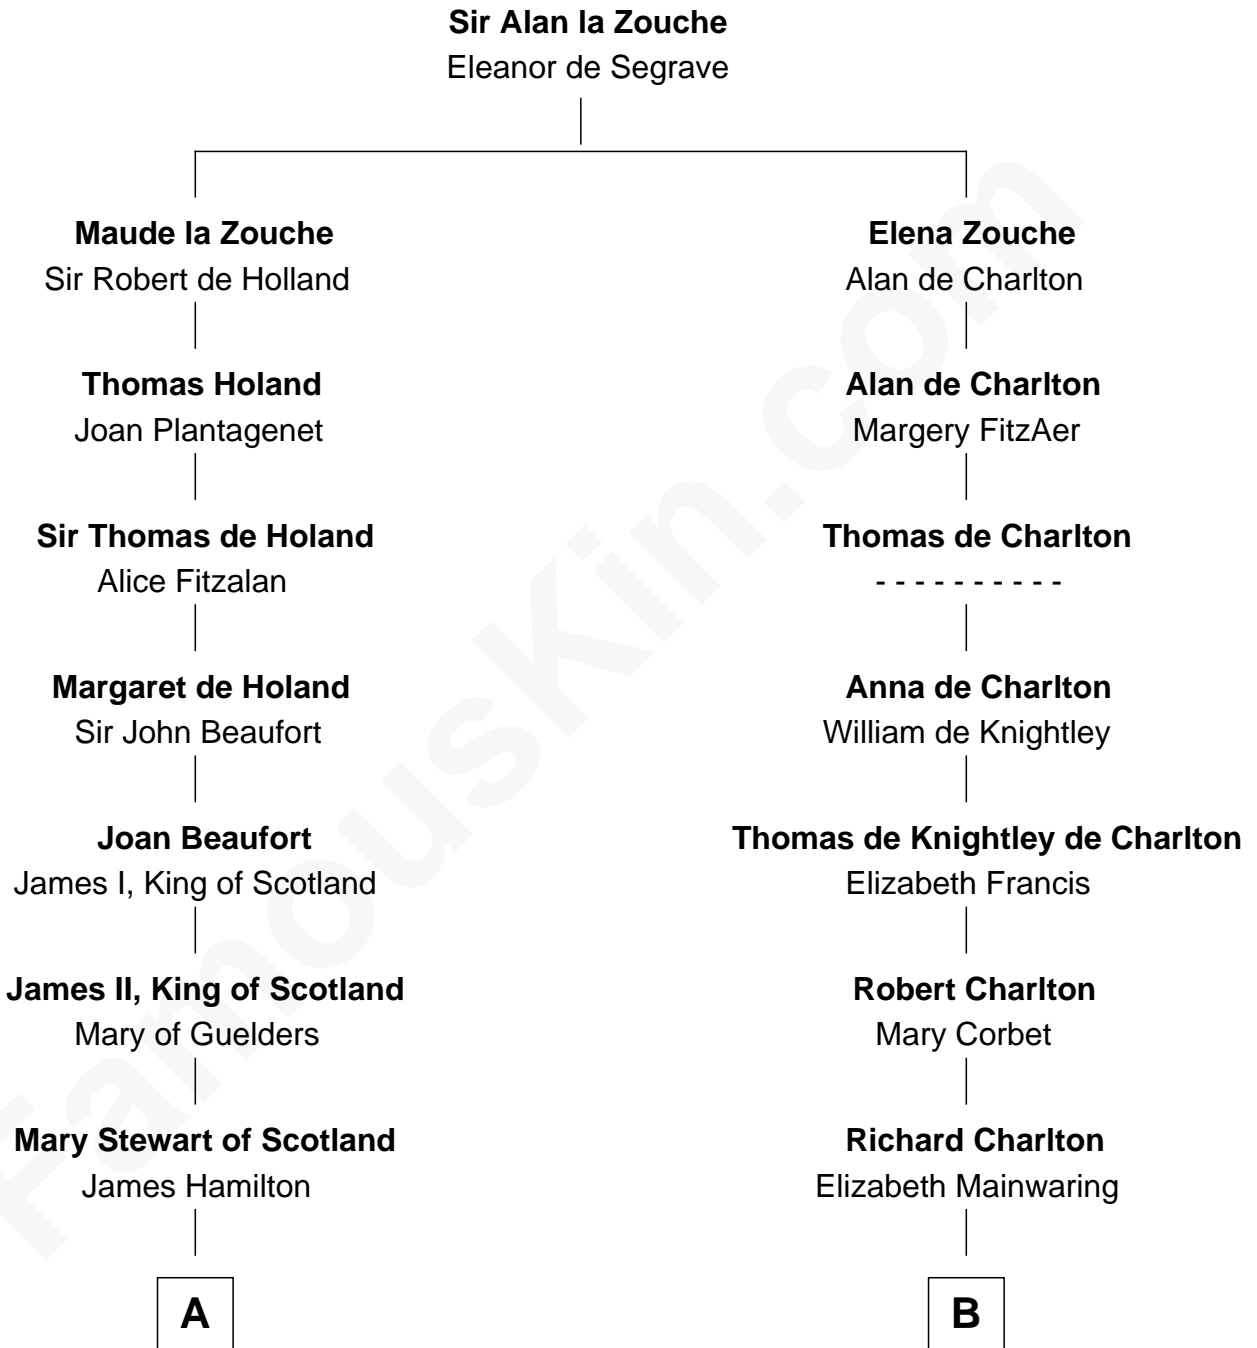 Sir Alan la Zouche
Eleanor de Segrave
Maude la Zouche
Sir Robert de Holland
Thomas Holand
Joan Plantagenet
Sir Thomas de Holand
Alice Fitzalan
Margaret de Holand
Sir John Beaufort
Joan Beaufort
James I, King of Scotland
James II, King of Scotland
Mary of Guelders
Mary Stewart of Scotland
James Hamilton
A
Elena Zouche
Alan de Charlton
Alan de Charlton
Margery FitzAer
Thomas de Charlton
- - - - - - - - - -
Anna de Charlton
William de Knightley
Thomas de Knightley de Charlton
Elizabeth Francis
Robert Charlton
Mary Corbet
Richard Charlton
Elizabeth Mainwaring
B
FamousKin.com